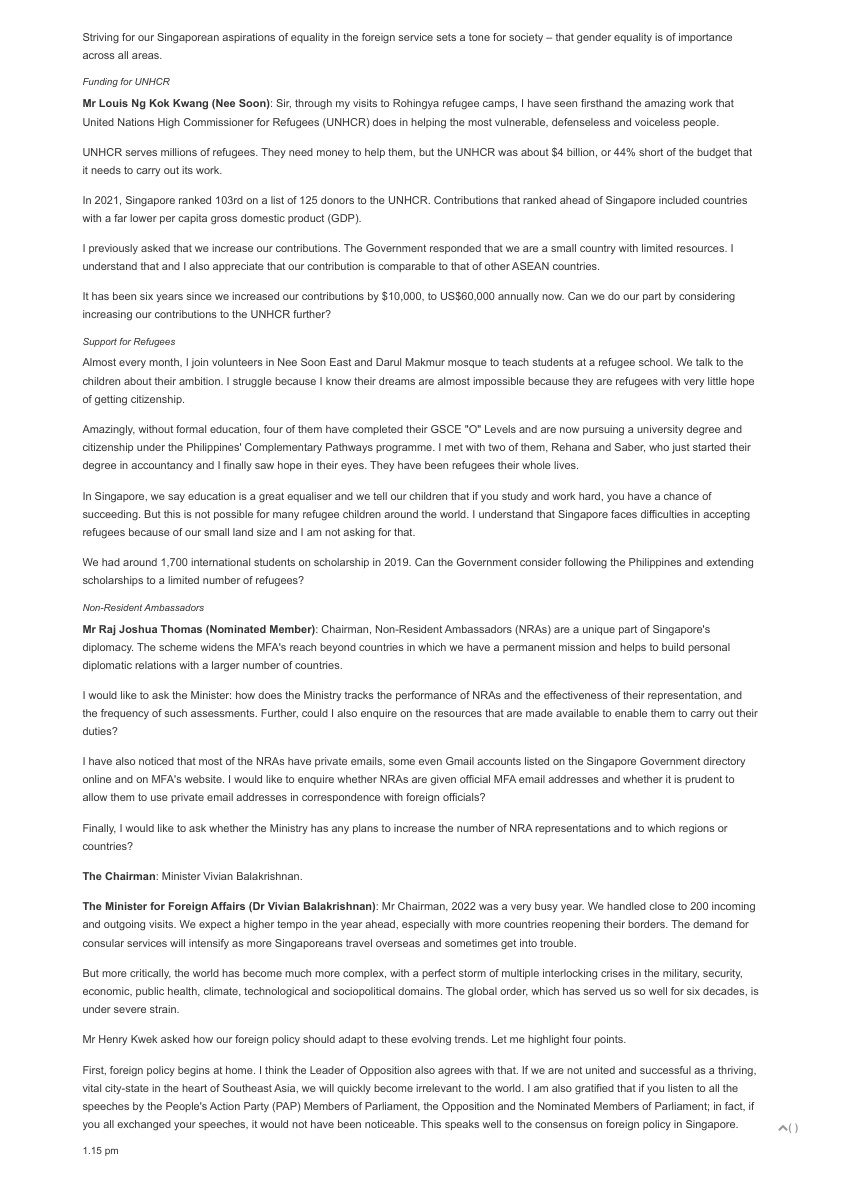 Striving for our Singaporean aspirations of equality in the foreign service sets a tone for society – that gender equality is of importance
across all areas.
Funding for UNHCR
Mr Louis Ng Kok Kwang (Nee Soon): Sir, through my visits to Rohingya refugee camps, I have seen firsthand the amazing work that
United Nations High Commissioner for Refugees (UNHCR) does in helping the most vulnerable, defenseless and voiceless people.
UNHCR serves millions of refugees. They need money to help them, but the UNHCR was about $4 billion, or 44% short of the budget that
it needs to carry out its work.
In 2021, Singapore ranked 103rd on a list of 125 donors to the UNHCR. Contributions that ranked ahead of Singapore included countries
with a far lower per capita gross domestic product (GDP).
I previously asked that we increase our contributions. The Government responded that we are a small country with limited resources. I
understand that and I also appreciate that our contribution is comparable to that of other ASEAN countries.
It has been six years since we increased our contributions by $10,000, to US$60,000 annually now. Can we do our part by considering
increasing our contributions to the UNHCR further?
Support for Refugees
Almost every month, I join volunteers in Nee Soon East and Darul Makmur mosque to teach students at a refugee school. We talk to the
children about their ambition. I struggle because I know their dreams are almost impossible because they are refugees with very little hope
of getting citizenship.
Amazingly, without formal education, four of them have completed their GSCE "O" Levels and are now pursuing a university degree and
citizenship under the Philippines' Complementary Pathways programme. I met with two of them, Rehana and Saber, who just started their
degree in accountancy and I finally saw hope in their eyes. They have been refugees their whole lives.
In Singapore, we say education is a great equaliser and we tell our children that if you study and work hard, you have a chance of
succeeding. But this is not possible for many refugee children around the world. I understand that Singapore faces difficulties in accepting
refugees because of our small land size and I am not asking for that.
We had around 1,700 international students on scholarship in 2019. Can the Government consider following the Philippines and extending
scholarships to a limited number of refugees?
Non-Resident Ambassadors
Mr Raj Joshua Thomas (Nominated Member): Chairman, Non-Resident Ambassadors (NRAs) are a unique part of Singapore's
diplomacy. The scheme widens the MFA's reach beyond countries in which we have a permanent mission and helps to build personal
diplomatic relations with a larger number of countries.
I would like to ask the Minister: how does the Ministry tracks the performance of NRAs and the effectiveness of their representation, and
the frequency of such assessments. Further, could I also enquire on the resources that are made available to enable them to carry out their
duties?
I have also noticed that most of the NRAs have private emails, some even Gmail accounts listed on the Singapore Government directory
online and on MFA's website. I would like to enquire whether NRAs are given official MFA email addresses and whether it is prudent to
allow them to use private email addresses in correspondence with foreign officials?
Finally, I would like to ask whether the Ministry has any plans to increase the number of NRA representations and to which regions or
countries?
The Chairman: Minister Vivian Balakrishnan.
The Minister for Foreign Affairs (Dr Vivian Balakrishnan): Mr Chairman, 2022 was a very busy year. We handled close to 200 incoming
and outgoing visits. We expect a higher tempo in the year ahead, especially with more countries reopening their borders. The demand for
consular services will intensify as more Singaporeans travel overseas and sometimes get into trouble.
But more critically, the world has become much more complex, with a perfect storm of multiple interlocking crises in the military, security,
economic, public health, climate, technological and sociopolitical domains. The global order, which has served us so well for six decades, is
under severe strain.
Mr Henry Kwek asked how our foreign policy should adapt to these evolving trends. Let me highlight four points.
First, foreign policy begins at home. I think the Leader of Opposition also agrees with that. If we are not united and successful as a thriving,
vital city-state in the heart of Southeast Asia, we will quickly become irrelevant to the world. I am also gratified that if you listen to all the
speeches by the People's Action Party (PAP) Members of Parliament, the Opposition and the Nominated Members of Parliament; in fact, if
you all exchanged your speeches, it would not have been noticeable. This speaks well to the consensus on foreign policy in Singapore.
( )
1.15 pm